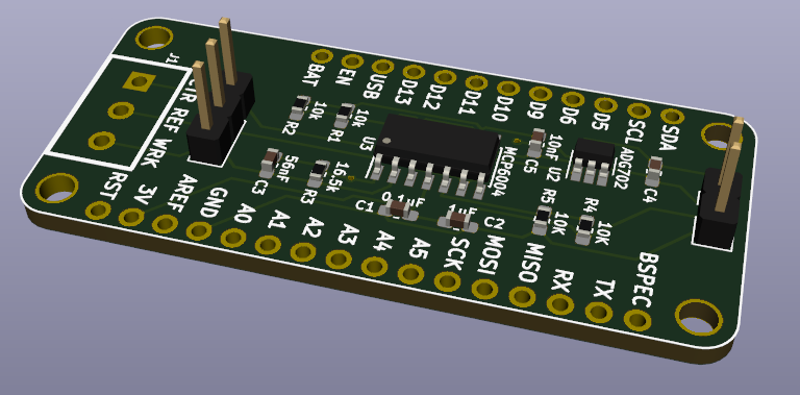 J1
CTR REF WRK
BAT
EN
USB
D13
D12
D11
D10
D9
D6
D5
SCL
SDA
R2
10k
R1
10k
U3
MCP6004
C5
10nF
U2
ADG702
C4
C3
56nF
R3
16.5k
C1
0.1uF
1uF
C2
R5
10K
R4
10K
RST
3V
AREF
GND
A0
A1
A2
A3
A4
A5
SCK
MOSI
MISO
RX
TX
BSPEC